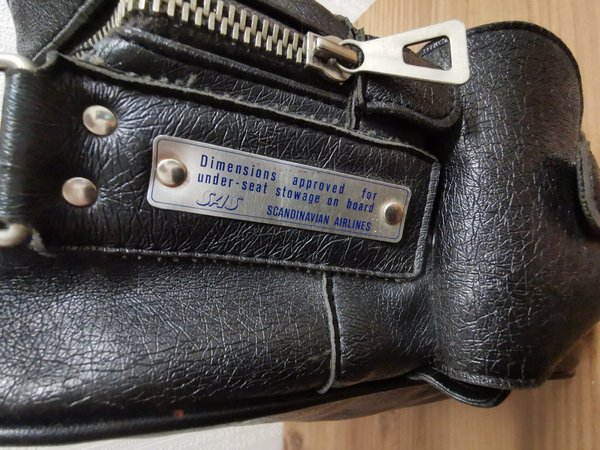 Dimensions approved for
under-seat stowage on board
SAS SCANDINAVIAN AIRLINES